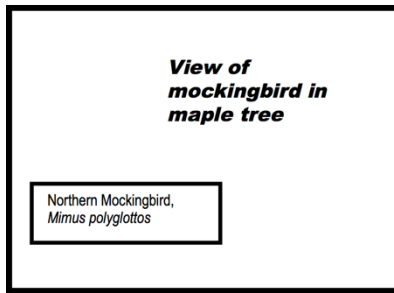 View of
mockingbird in
maple tree
Northern Mockingbird,
Mimus polyglottos